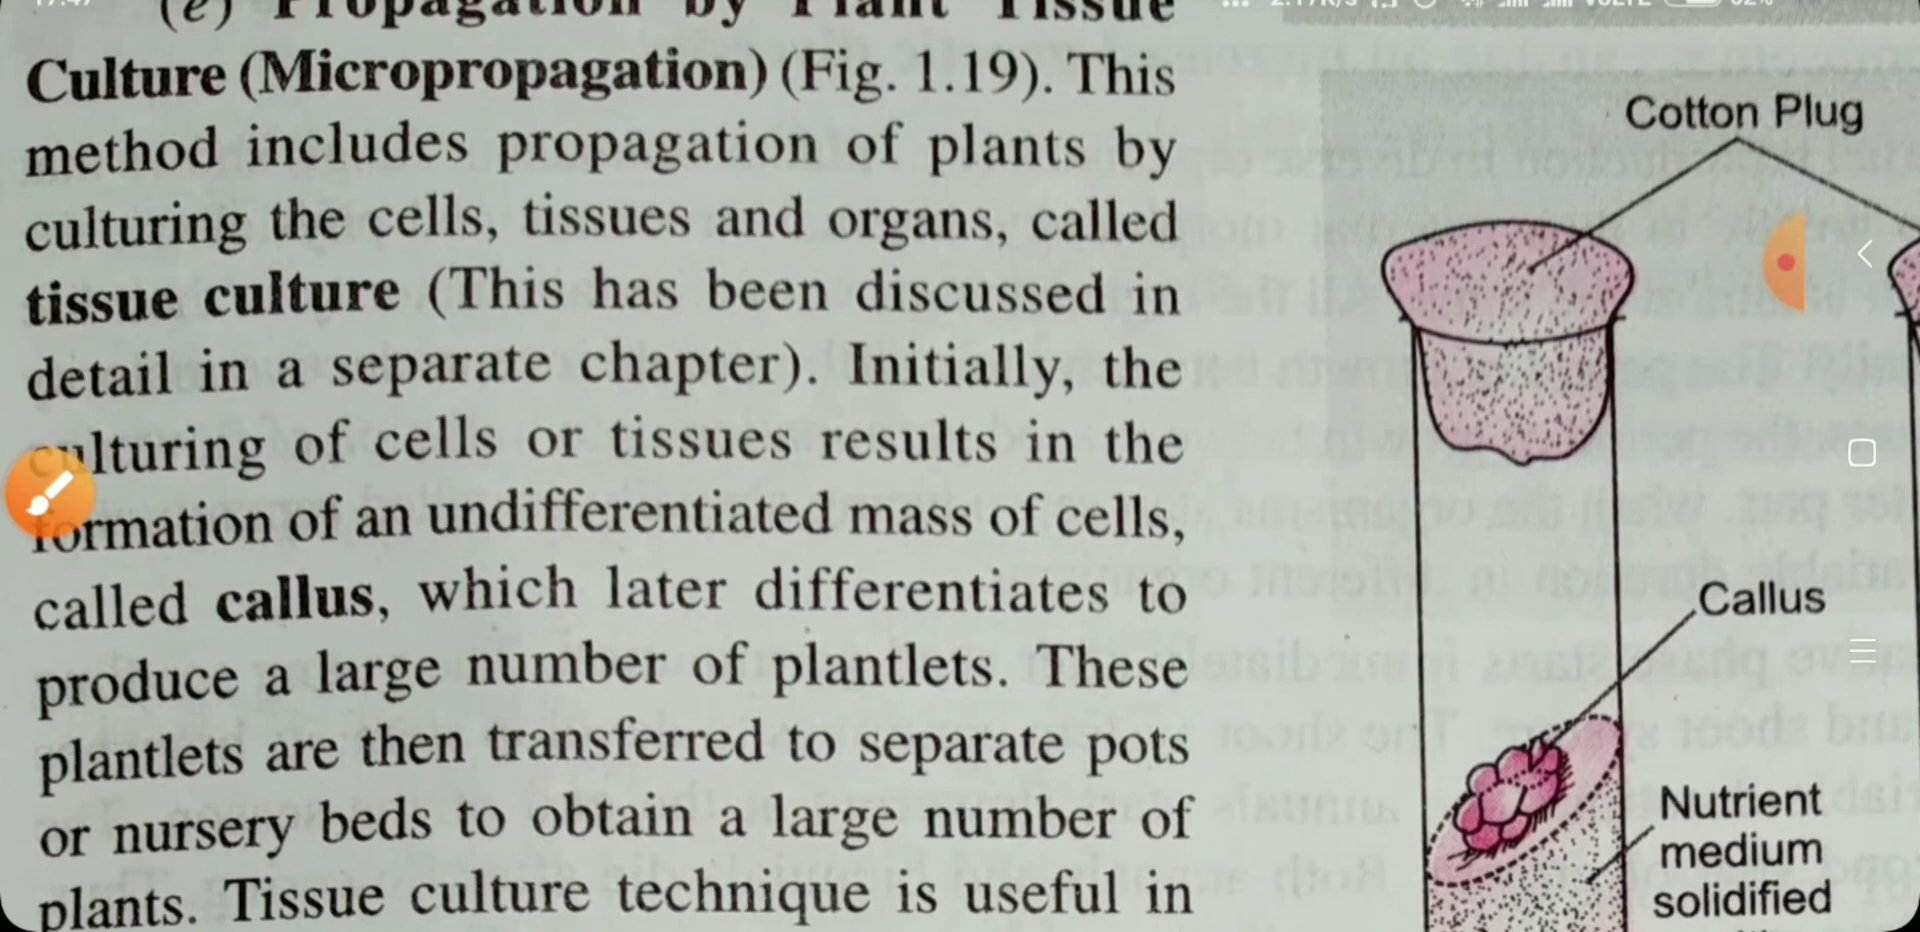 (e) Propagation by Plant Tissue
Culture (Micropropagation) (Fig. 1.19). This
method includes propagation of plants by
culturing the cells, tissues and organs, called
tissue culture (This has been discussed in
detail in a separate chapter). Initially, the
culturing of cells or tissues results in the
formation of an undifferentiated mass of cells,
called callus, which later differentiates to
produce a large number of plantlets. These
plantlets are then transferred to separate pots
or nursery beds to obtain a large number of
plants. Tissue culture technique is useful in
Cotton Plug
Callus
Nutrient
medium
solidified